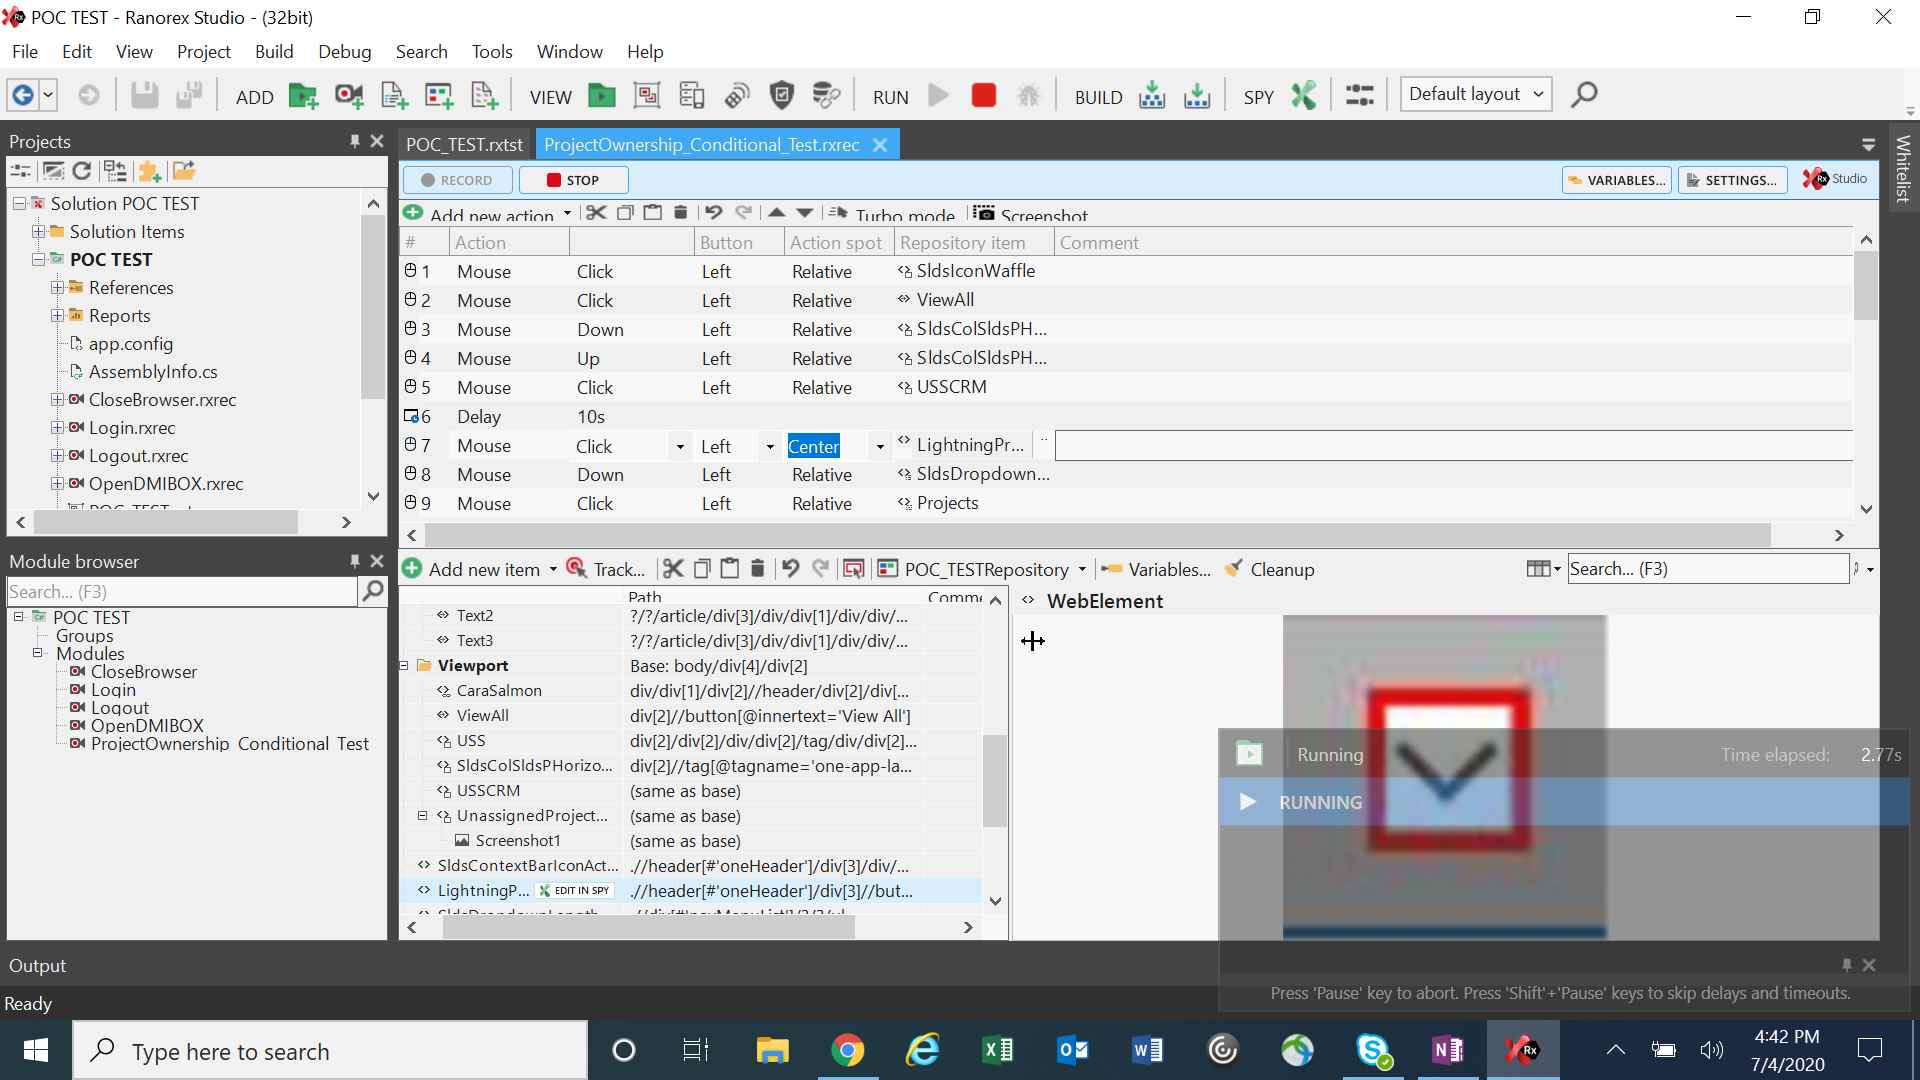 POC TEST - Ranorex Studio - (32bit)
File Edit View Project Build Debug Search Tools Window Help
ADD VIEW RUN BUILD SPY Default layout
Projects
Solution POC TEST
Solution Items
POC TEST
References
Reports
app.config
AssemblyInfo.cs
CloseBrowser.rxrec
Login.rxrec
Logout.rxrec
OpenDMIBOX.rxrec
Module browser
Search... (F3)
POC TEST
Groups
Modules
CloseBrowser
Login
Logout
OpenDMIBOX
ProjectOwnership_Conditional_Test
POC_TEST.rxtst ProjectOwnership_Conditional_Test.rxrec
RECORD STOP VARIABLES... SETTINGS... Rx Studio
Whitelist
Add new action Turbo mode Screenshot
# Action Button Action spot Repository item Comment
1 Mouse Click Left Relative SldsIconWaffle
2 Mouse Click Left Relative ViewAll
3 Mouse Down Left Relative SldsColSldsPH...
4 Mouse Up Left Relative SldsColSldsPH...
5 Mouse Click Left Relative USSCRM
6 Delay 10s
7 Mouse Click Left Center LightningPr... ..
8 Mouse Down Left Relative SldsDropdown...
9 Mouse Click Left Relative Projects
Add new item Track... POC_TESTRepository Variables... Cleanup Search... (F3)
Path Comme
Text2 ?/?/article/div[3]/div/div[1]/div/div/...
Text3 ?/?/article/div[3]/div/div[1]/div/div/...
Viewport Base: body/div[4]/div[2]
CaraSalmon div/div[1]/div[2]//header/div[2]/div[...
ViewAll div[2]//button[@innertext='View All']
USS div[2]/div[2]/div/div[2]/tag/div/div[2]...
SldsColSldsPHorizo... div[2]//tag[@tagname='one-app-la...
USSCRM (same as base)
UnassignedProject... (same as base)
Screenshot1 (same as base)
SldsContextBarIconAct... .//header[#'oneHeader']/div[3]/div/...
LightningP... EDIT IN SPY .//header[#'oneHeader']/div[3]//but...
WebElement
Running Time elapsed: 2.77s
RUNNING
Press 'Pause' key to abort. Press 'Shift'+'Pause' keys to skip delays and timeouts.
Output
Ready
Type here to search
4:42 PM
7/4/2020